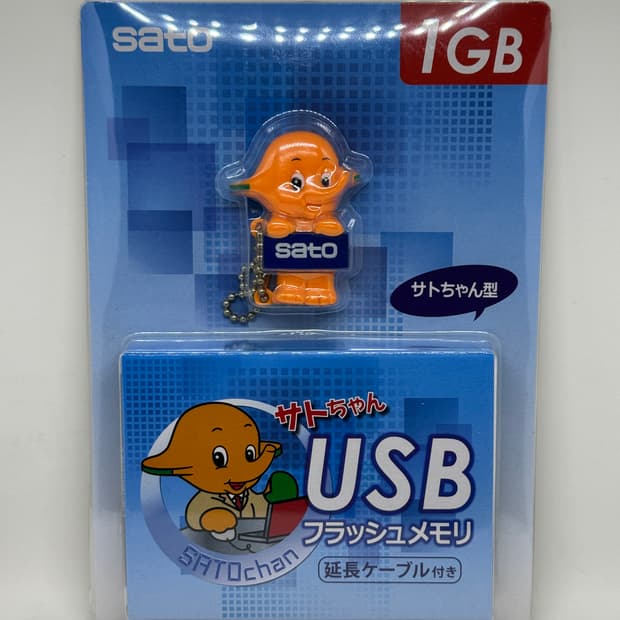 sato
1GB
sato
サトちゃん型
サトちゃん
USB
フラッシュメモリ
延長ケーブル付き
SATOchan